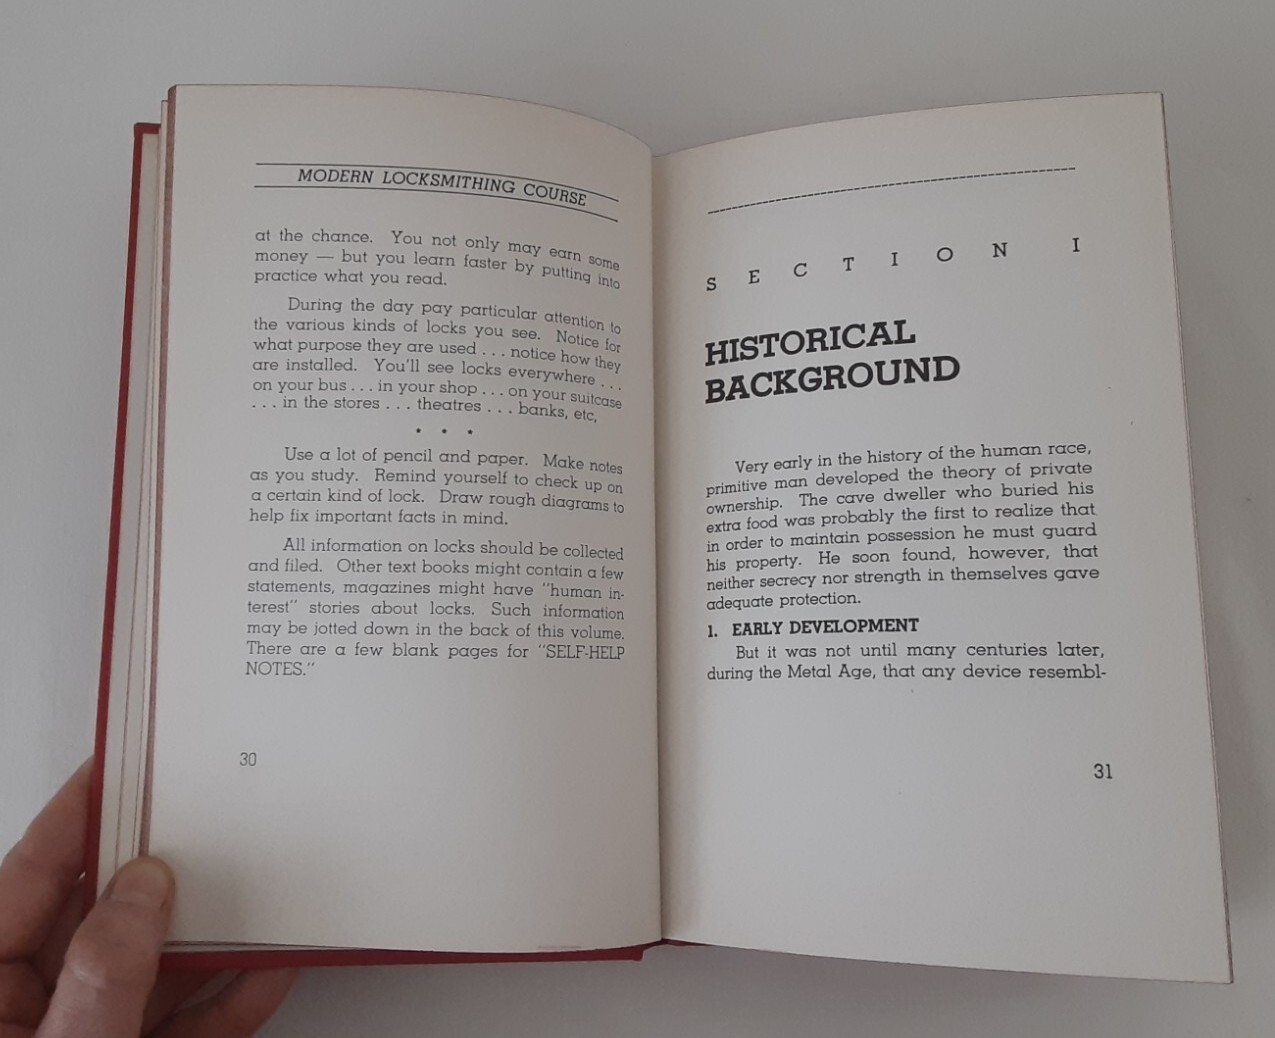 MODERN LOCKSMITHING COURSE
at the chance. You not only may earn some
money — but you learn faster by putting into
practice what you read.
During the day pay particular attention to
the various kinds of locks you see. Notice for
what purpose they are used . . . notice how they
are installed. You'll see locks everywhere . . .
on your bus . . . in your shop . . . on your suitcase
. . . in the stores . . . theatres . . . banks, etc,
• • •
Use a lot of pencil and paper. Make notes
as you study. Remind yourself to check up on
a certain kind of lock. Draw rough diagrams to
help fix important facts in mind.
All information on locks should be collected
and filed. Other text books might contain a few
statements, magazines might have "human in-
terest" stories about locks. Such information
may be jotted down in the back of this volume.
There are a few blank pages for "SELF-HELP
NOTES."
30
SECTION I
HISTORICAL
BACKGROUND
Very early in the history of the human race,
primitive man developed the theory of private
ownership. The cave dweller who buried his
extra food was probably the first to realize that
in order to maintain possession he must guard
his property. He soon found, however, that
neither secrecy nor strength in themselves gave
adequate protection.
1. EARLY DEVELOPMENT
But it was not until many centuries later,
during the Metal Age, that any device resembl-
31